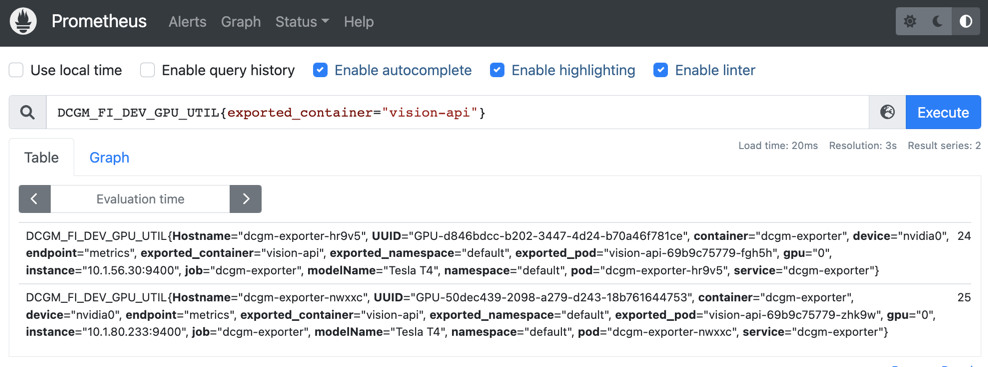 Prometheus Alerts Graph Status Help
Use local time Enable query history Enable autocomplete Enable highlighting Enable linter
DCGM_FI_DEV_GPU_UTIL{exported_container="vision-api"} Execute
Load time: 20ms Resolution: 3s Result series: 2
Table Graph
Evaluation time
DCGM_FI_DEV_GPU_UTIL{Hostname="dcgm-exporter-hr9v5", UUID="GPU-d846bdcc-b202-3447-4d24-b70a46f781ce", container="dcgm-exporter", device="nvidia0", 24
endpoint="metrics", exported_container="vision-api", exported_namespace="default", exported_pod="vision-api-69b9c75779-fgh5h", gpu="0",
instance="10.1.56.30:9400", job="dcgm-exporter", modelName="Tesla T4", namespace="default", pod="dcgm-exporter-hr9v5", service="dcgm-exporter"}
DCGM_FI_DEV_GPU_UTIL{Hostname="dcgm-exporter-nwxxc", UUID="GPU-50dec439-2098-a279-d243-18b761644753", container="dcgm-exporter", 25
device="nvidia0", endpoint="metrics", exported_container="vision-api", exported_namespace="default", exported_pod="vision-api-69b9c75779-zhk9w", gpu="0",
instance="10.1.80.233:9400", job="dcgm-exporter", modelName="Tesla T4", namespace="default", pod="dcgm-exporter-nwxxc", service="dcgm-exporter"}